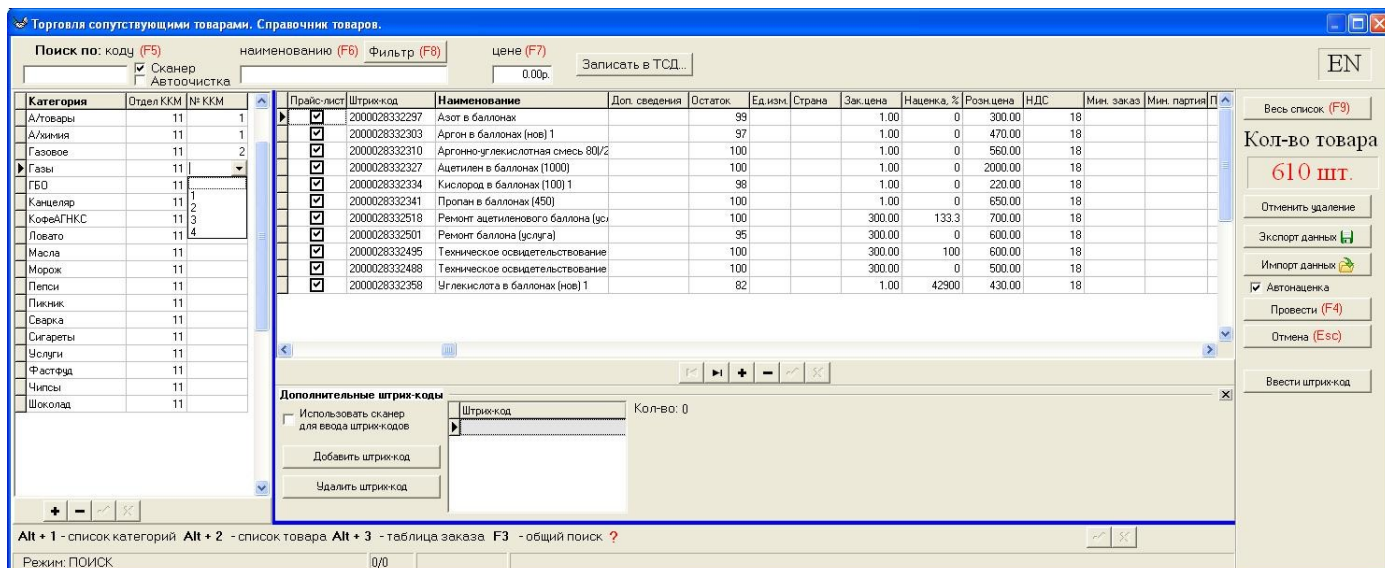 Торговля сопутствующими товарами. Справочник товаров.
Поиск по: коду (F5) наименованию (F6) Фильтр (F8) цене (F7)
Сканер
Автоочистка
0.00р.
Записать в ТСД...
EN
Категория Отдел ККМ № ККМ
А/товары 11 1
А/химия 11 1
Газовое 11 2
Газы 11
ГБО 11
Канцеляр 11
КофеАГНКС 11
Ловато 11
Масла 11
Морож 11
Пепси 11
Пикник 11
Сварка 11
Сигареты 11
Услуги 11
Фастфуд 11
Чипсы 11
Шоколад 11
1
2
3
4
Прайс-лист Штрих-код Наименование Доп. сведения Остаток Ед.изм. Страна Зак.цена Наценка, % Розн.цена НДС Мин. заказ Мин. партия П
2000028332297 Азот в баллонах 99 1.00 0 300.00 18
2000028332303 Аргон в баллонах (нов) 1 97 1.00 0 470.00 18
2000028332310 Аргонно-углекислотная смесь 80/2 100 1.00 0 560.00 18
2000028332327 Ацетилен в баллонах (1000) 100 1.00 0 2000.00 18
2000028332334 Кислород в баллонах (100) 1 98 1.00 0 220.00 18
2000028332341 Пропан в баллонах (450) 100 1.00 0 650.00 18
2000028332518 Ремонт ацетиленового баллона (усл 100 300.00 133.3 700.00 18
2000028332501 Ремонт баллона (услуга) 95 300.00 0 600.00 18
2000028332495 Техническое освидетельствование 100 300.00 100 600.00 18
2000028332488 Техническое освидетельствование 100 300.00 0 500.00 18
2000028332358 Углекислота в баллонах (нов) 1 82 1.00 42900 430.00 18
Весь список (F9)
Кол-во товара
610 шт.
Отменить удаление
Экспорт данных
Импорт данных
Автонаценка
Провести (F4)
Отмена (Esc)
Ввести штрих-код
Дополнительные штрих-коды
Использовать сканер
для ввода штрих-кодов
Добавить штрих-код
Удалить штрих-код
Штрих-код
Кол-во: 0
Alt + 1 - список категорий Alt + 2 - список товара Alt + 3 - таблица заказа F3 - общий поиск ?
Режим: ПОИСК 0/0